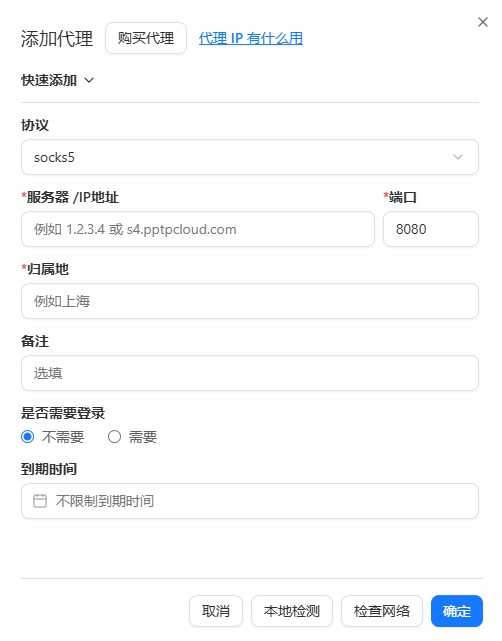 添加代理 购买代理 代理 IP 有什么用
快速添加
协议
socks5
*服务器 /IP地址 *端口
例如 1.2.3.4 或 s4.pptpcloud.com 8080
*归属地
例如上海
备注
选填
是否需要登录
不需要 需要
到期时间
不限制到期时间
取消 本地检测 检查网络 确定